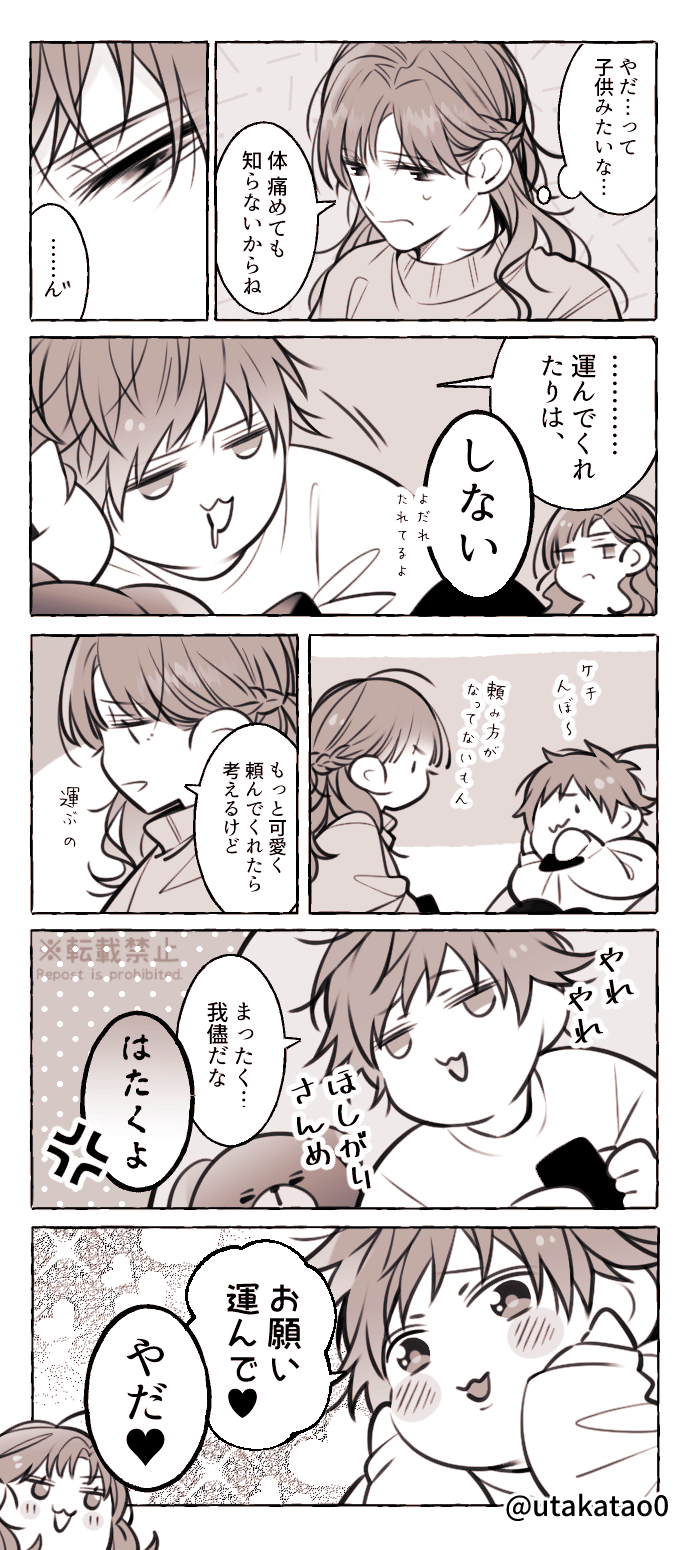 やだ…って
子供みたいな…
体痛めても
知らないからね
……ん゛
…………
運んでくれ
たりは、
しない
よだれ
たれてるよ
ケチ
んぼ～
頼み方が
なってないもん
もっと可愛く
頼んでくれたら
考えるけど
運ぶの
やれ
やれ
まったく…
我儘だな
ほしがり
さんめ
はたくよ
※転載禁止
Report is prohibited.
お願い
運んで♥
やだ♥
@utakatao0